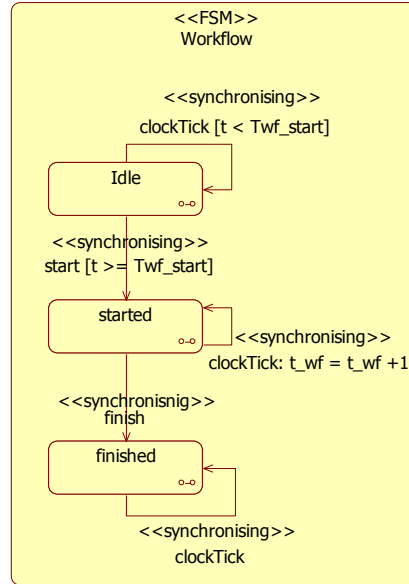 <<FSM>>
Workflow
<<synchronising>>
clockTick [t < Twf_start]
Idle
<<synchronising>>
start [t >= Twf_start]
started
<<synchronising>>
clockTick: t_wf = t_wf +1
<<synchronisnig>>
finish
finished
<<synchronising>>
clockTick